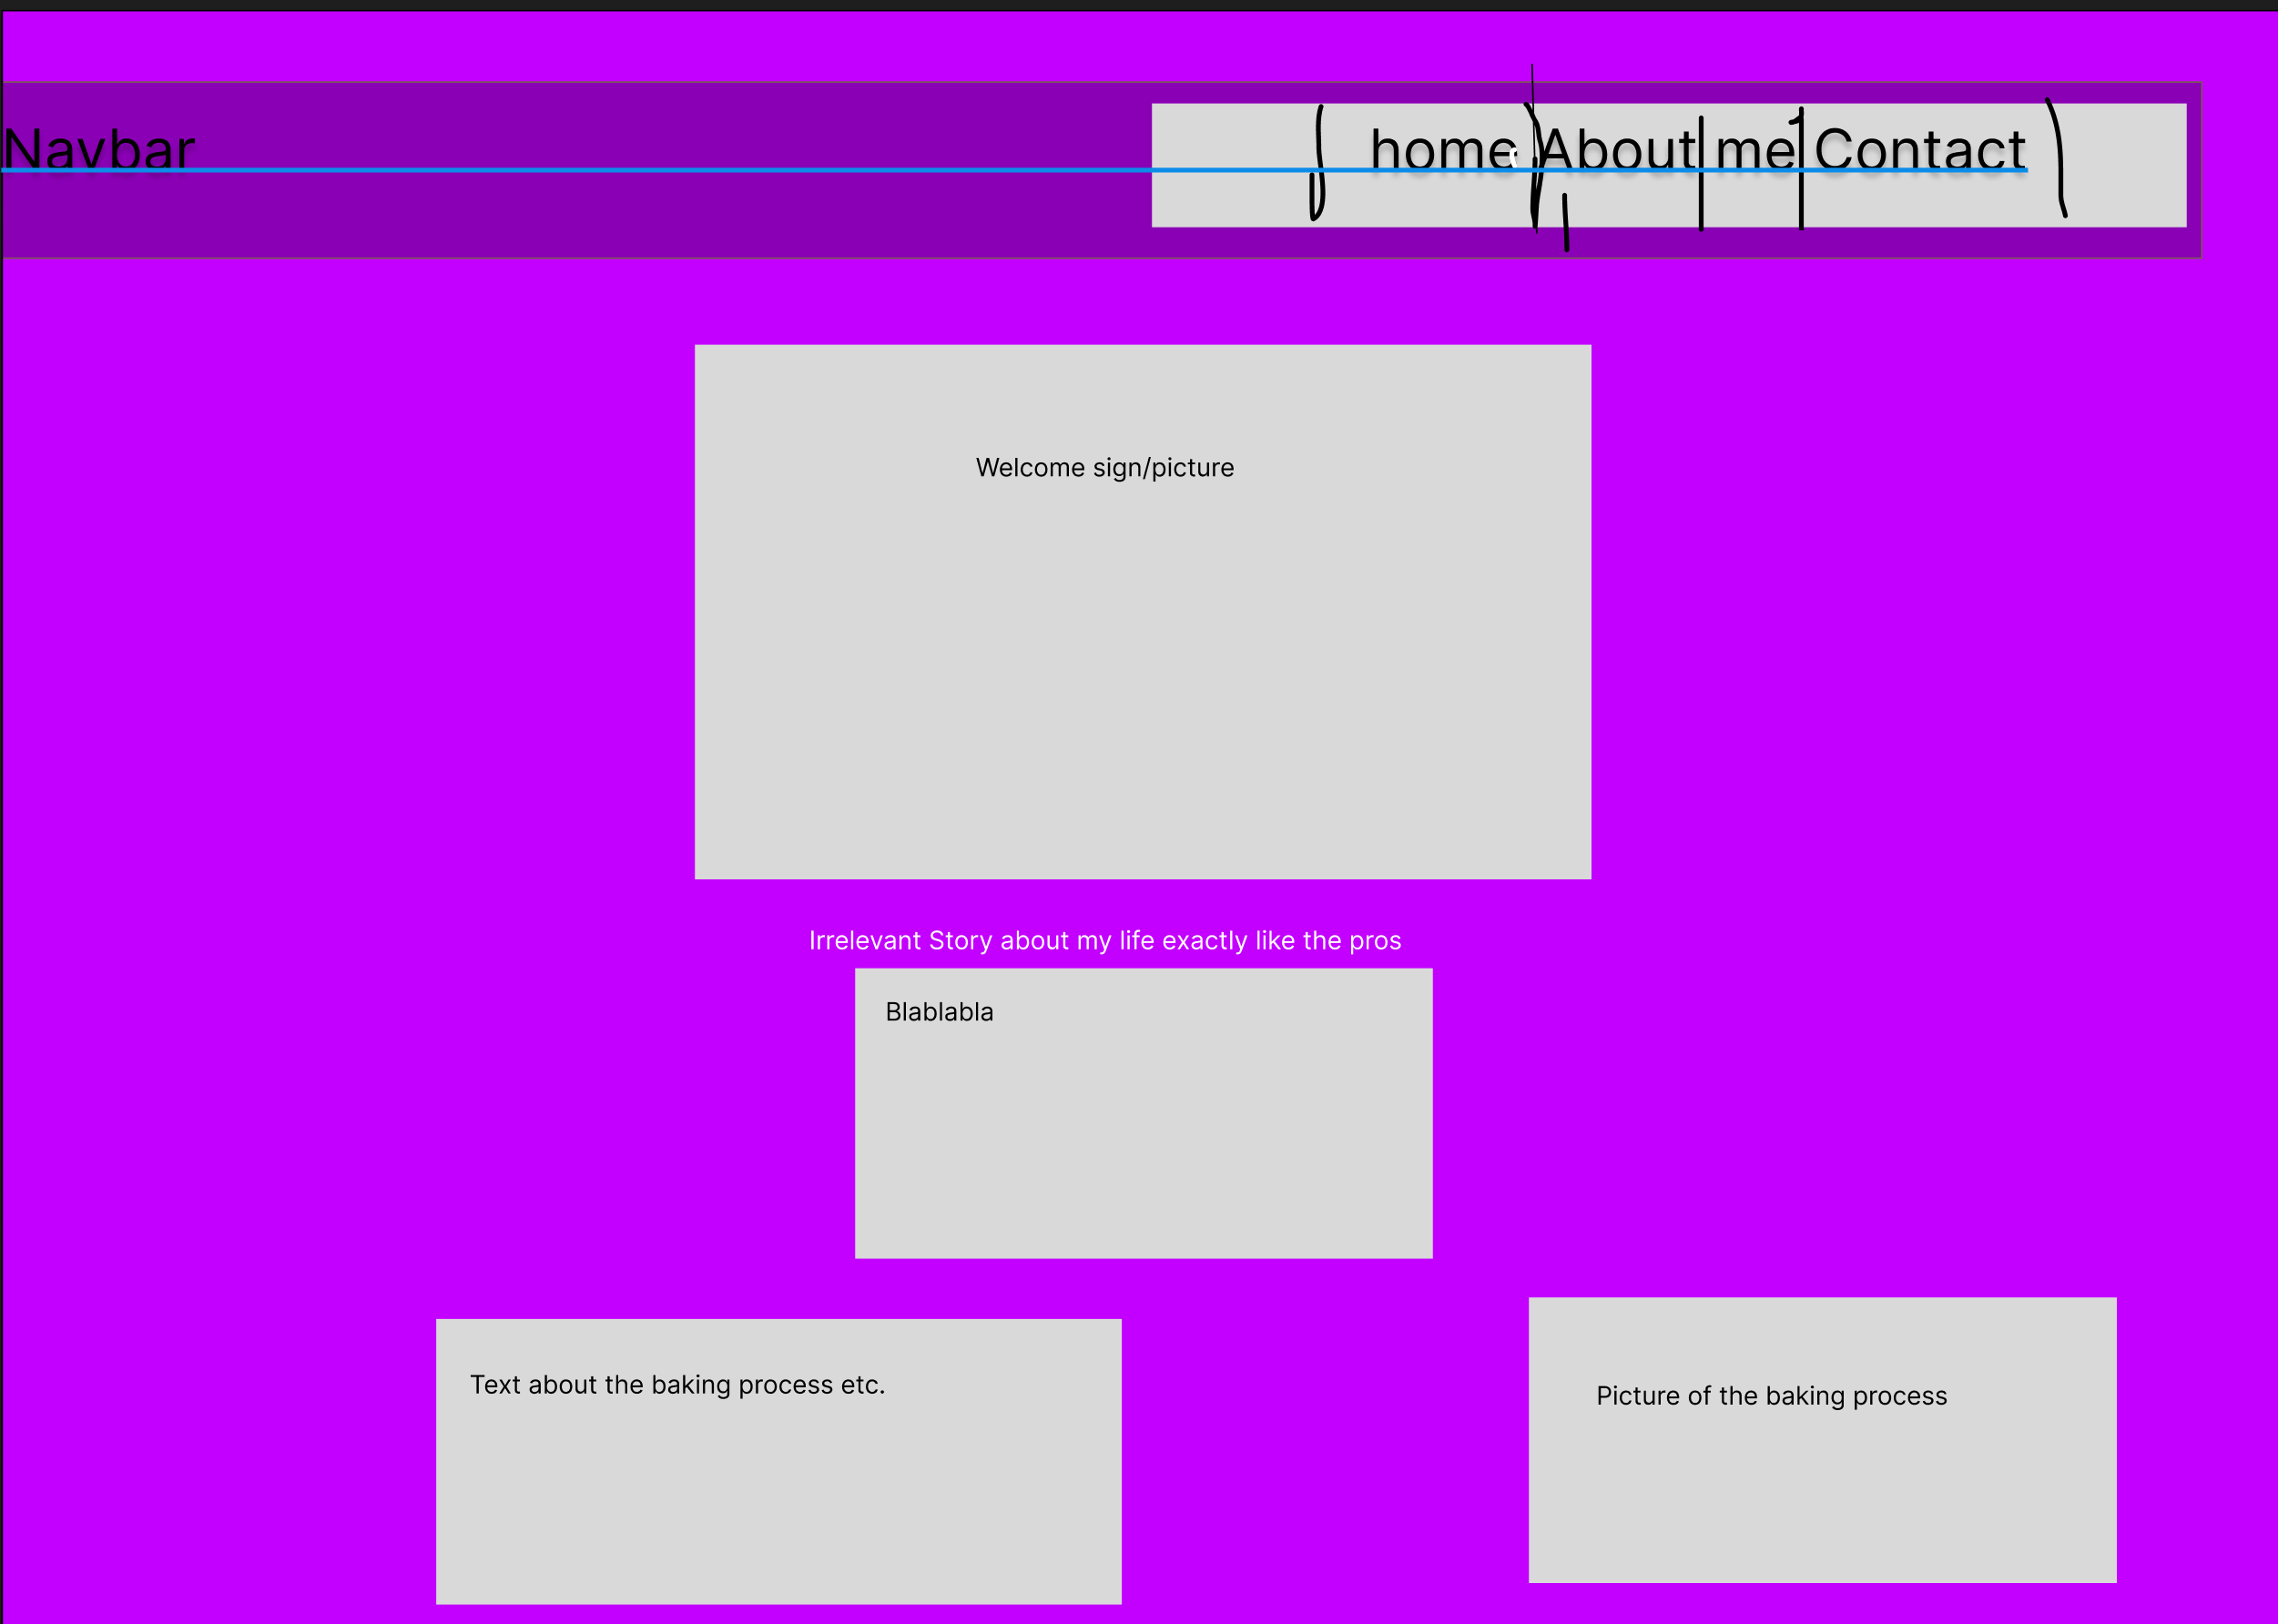 Navbar home About me Contact
Welcome sign/picture
Irrelevant Story about my life exactly like the pros
Blablabla
Text about the baking process etc.
Picture of the baking process